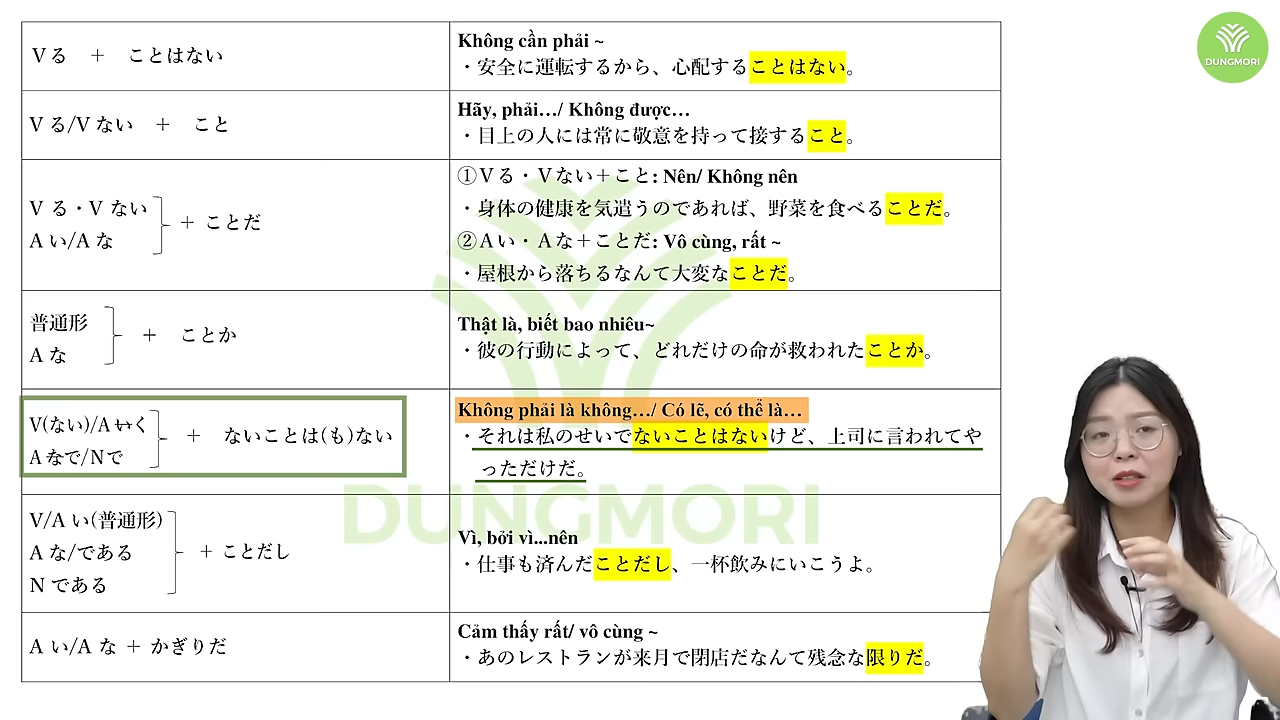 Vる ＋ ことはない
Không cần phải ~
・安全に運転するから、心配することはない。
Vる/Vない ＋ こと
Hãy, phải…/ Không được…
・目上の人には常に敬意を持って接すること。
Vる・Vない
Aい/Aな
＋ ことだ
①Vる・Vない＋こと: Nên/ Không nên
・身体の健康を気遣うのであれば、野菜を食べることだ。
②Aい・Aな＋ことだ: Vô cùng, rất ~
・屋根から落ちるなんて大変なことだ。
普通形
Aな
＋ ことか
Thật là, biết bao nhiêu~
・彼の行動によって、どれだけの命が救われたことか。
V(ない)/Aいく
Aなで/Nで
＋ ないことは(も)ない
Không phải là không…/ Có lẽ, có thể là…
・それは私のせいでないことはないけど、上司に言われてや
っただけだ。
V/Aい(普通形)
Aな/である
Nである
＋ ことだし
Vì, bởi vì...nên
・仕事も済んだことだし、一杯飲みにいこうよ。
Aい/Aな ＋ かぎりだ
Cảm thấy rất/ vô cùng ~
・あのレストランが来月で閉店だなんて残念な限りだ。
DUNGMORI
DUNGMORI